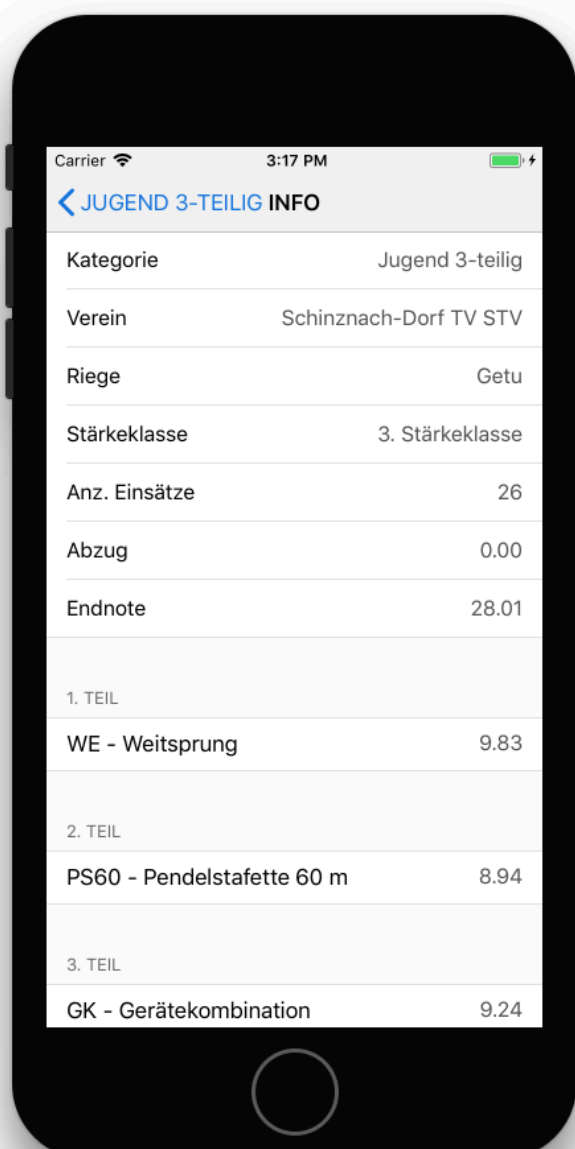 Carrier 3:17 PM
JUGEND 3-TEILIG INFO
Kategorie Jugend 3-teilig
Verein Schinznach-Dorf TV STV
Riege Getu
Stärkeklasse 3. Stärkeklasse
Anz. Einsätze 26
Abzug 0.00
Endnote 28.01
1. TEIL
WE - Weitsprung 9.83
2. TEIL
PS60 - Pendelstafette 60 m 8.94
3. TEIL
GK - Gerätekombination 9.24